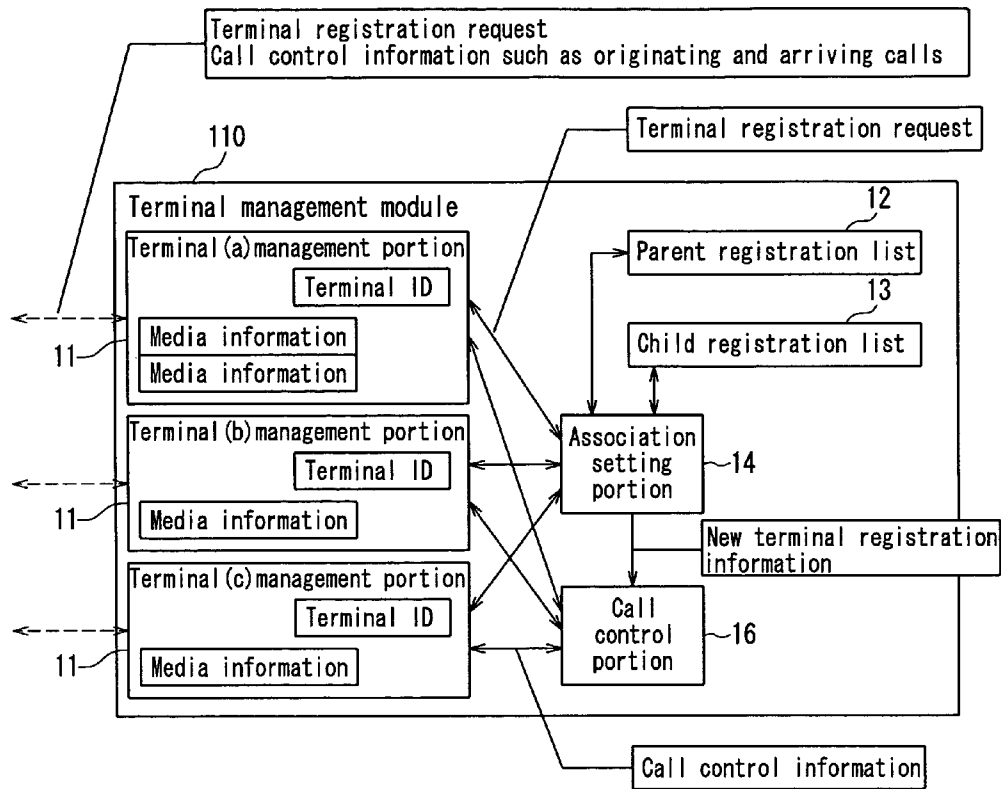 Terminal registration request
Call control information such as originating and arriving calls
110
Terminal registration request
Terminal management module
12
Terminal(a)management portion
Parent registration list
Terminal ID
13
11
Media information
Child registration list
Media information
Terminal(b)management portion
Association
setting
portion
14
Terminal ID
11
Media information
New terminal registration
information
Terminal(c)management portion
Terminal ID
Call
control
portion
16
11
Media information
Call control information